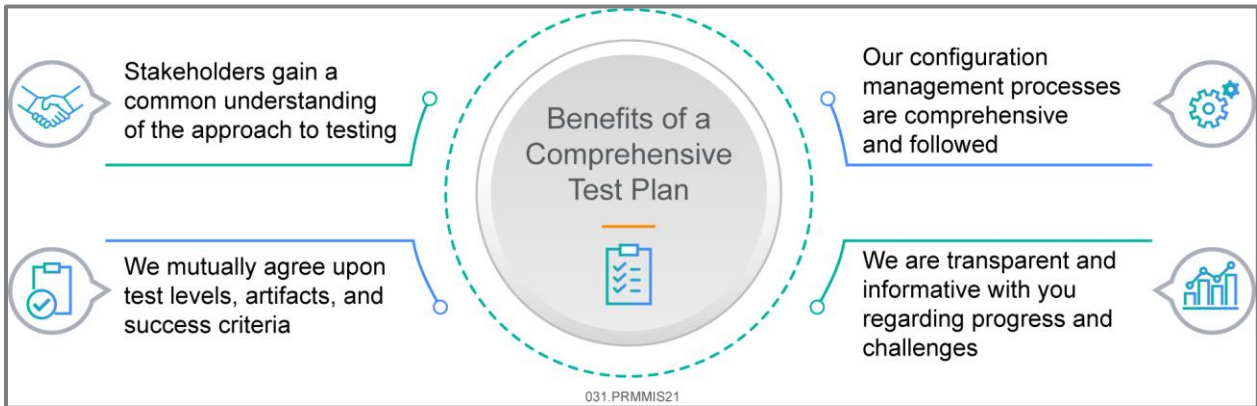 Stakeholders gain a
common understanding
of the approach to testing
We mutually agree upon
test levels, artifacts, and
success criteria
Benefits of a
Comprehensive
Test Plan
Our configuration
management processes
are comprehensive
and followed
We are transparent and
informative with you
regarding progress and
challenges
031.PRMMIS21